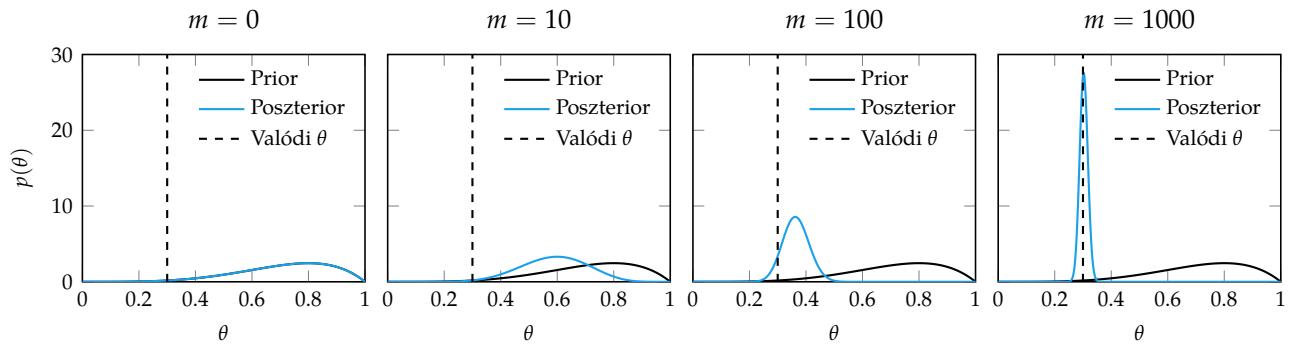 m = 0
m = 10
m = 100
m = 1000
p(θ)
30
20
10
0
Prior
Poszterior
Valódi θ
0 0.2 0.4 0.6 0.8 1
θ
Prior
Poszterior
Valódi θ
0 0.2 0.4 0.6 0.8 1
θ
Prior
Poszterior
Valódi θ
0 0.2 0.4 0.6 0.8 1
θ
Prior
Poszterior
Valódi θ
0 0.2 0.4 0.6 0.8 1
θ